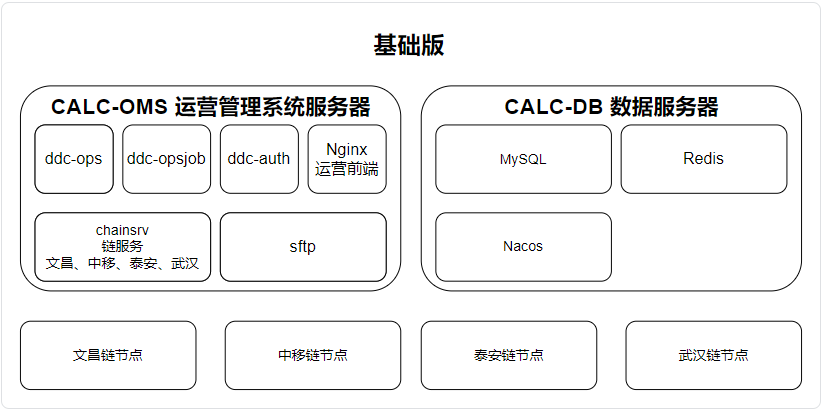 基础版
CALC-OMS 运营管理系统服务器
ddc-ops
ddc-opsjob
ddc-auth
Nginx
运营前端
chainsrv
链服务
文昌、中移、泰安、武汉
sftp
CALC-DB 数据服务器
MySQL
Redis
Nacos
文昌链节点
中移链节点
泰安链节点
武汉链节点